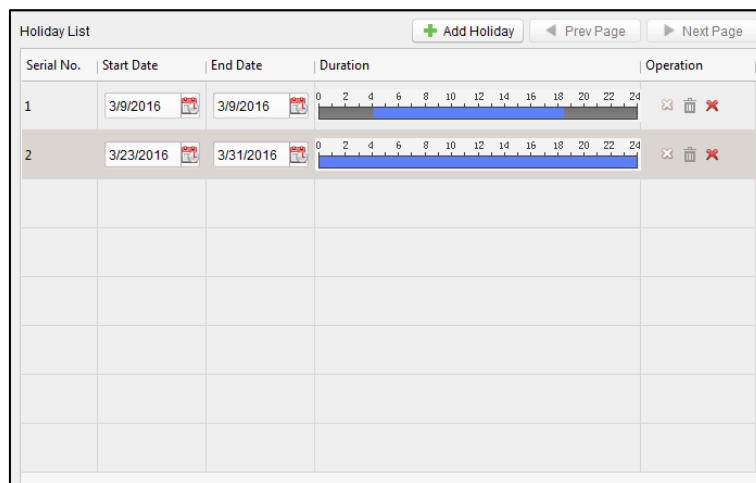 Holiday List Add Holiday Prev Page Next Page
Serial No. Start Date End Date Duration Operation
0 2 4 6 8 10 12 14 16 18 20 22 24
1 3/9/2016 3/9/2016
0 2 4 6 8 10 12 14 16 18 20 22 24
2 3/23/2016 3/31/2016